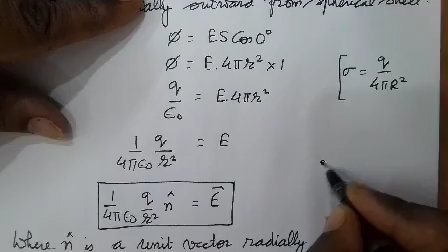 ally outward from spherical shell
∅ = ES Cos 0°
∅ = E. 4πr² × 1
q/ε₀ = E. 4πr²
[σ = q/4πR²
1/4πε₀ q/r² = E
1/4πε₀ q/r² n̂ = E⃗
Where n̂ is a unit vector radially